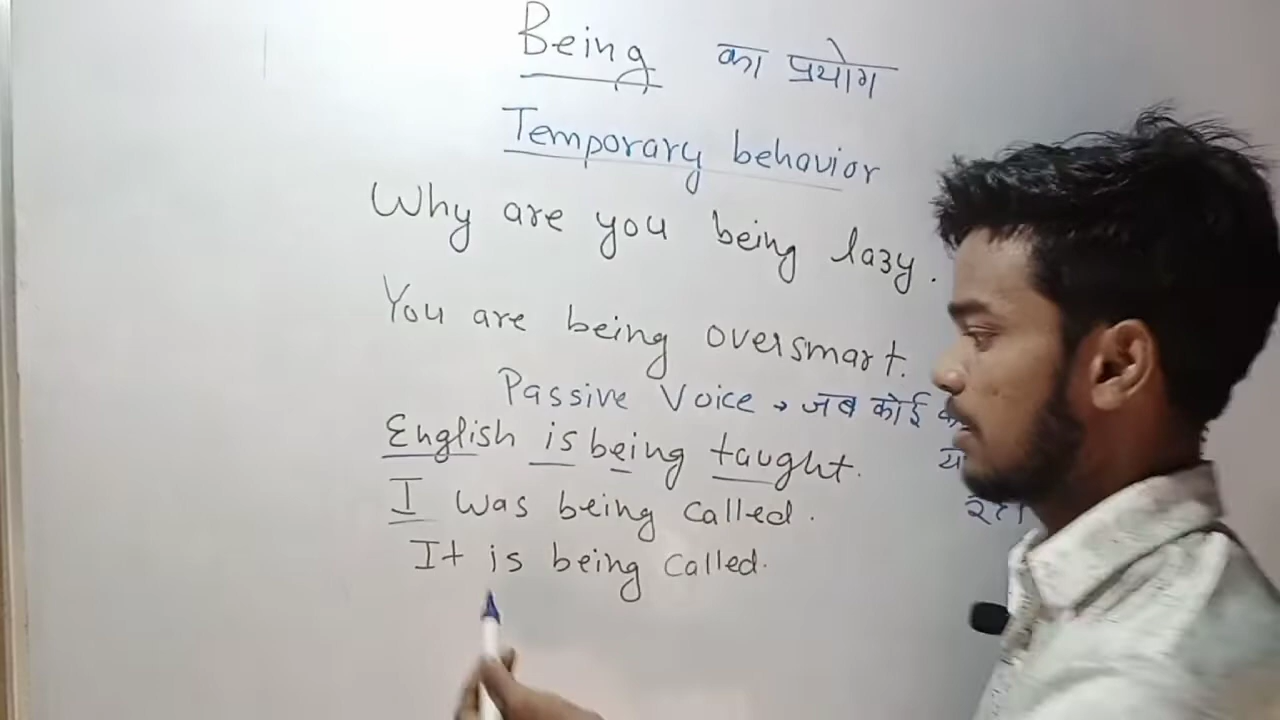 Being का प्रयोग
Temporary behavior
Why are you being lazy.
You are being oversmart.
Passive Voice → जब कोई
English is being taught.
I was being called.
It is being called.